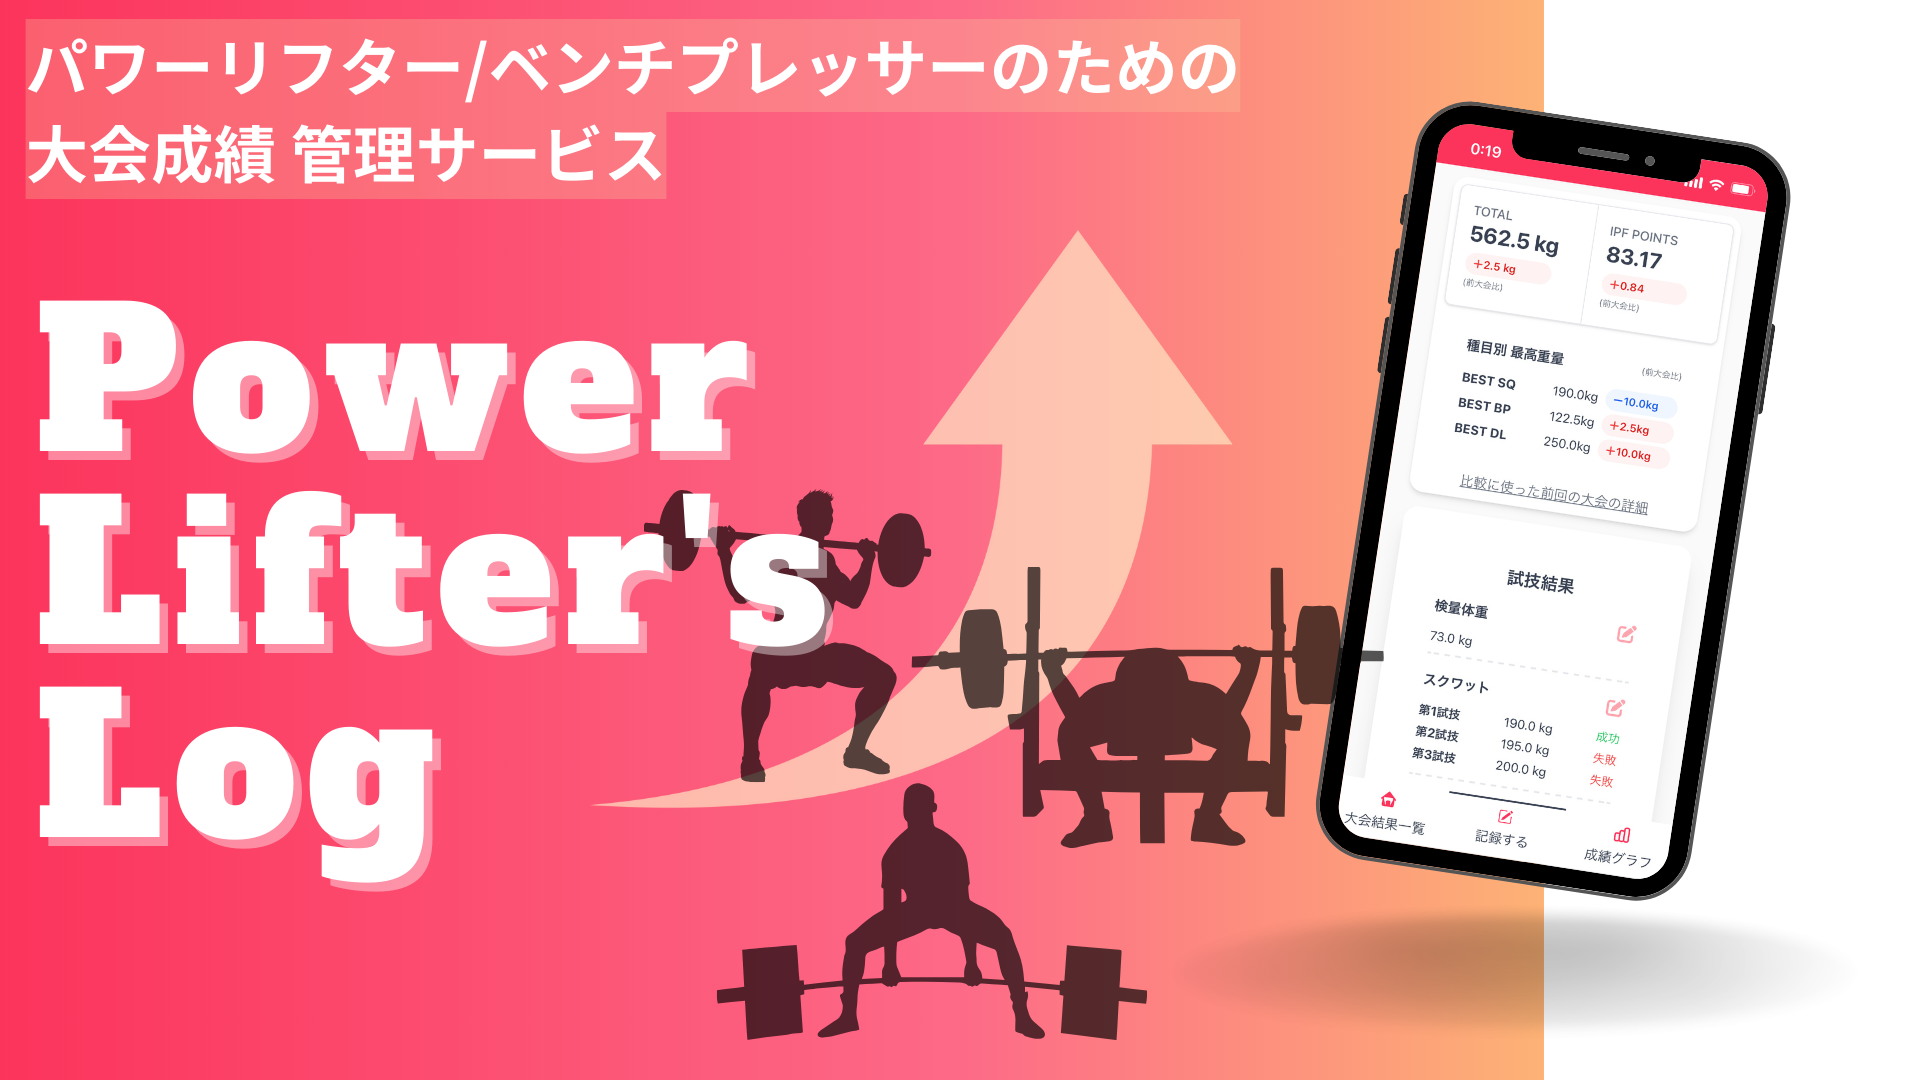 パワーリフター/ベンチプレッサーのための
大会成績 管理サービス
Power
Lifter's
Log
0:19
TOTAL
562.5 kg
+2.5 kg
(前大会比)
IPF POINTS
83.17
+0.84
(前大会比)
種目別 最高重量
(前大会比)
BEST SQ 190.0kg −10.0kg
BEST BP 122.5kg +2.5kg
BEST DL 250.0kg +10.0kg
比較に使った前回の大会の詳細
試技結果
検量体重
73.0 kg
スクワット
第1試技 190.0 kg 成功
第2試技 195.0 kg 失敗
第3試技 200.0 kg 失敗
大会結果一覧
記録する
成績グラフ